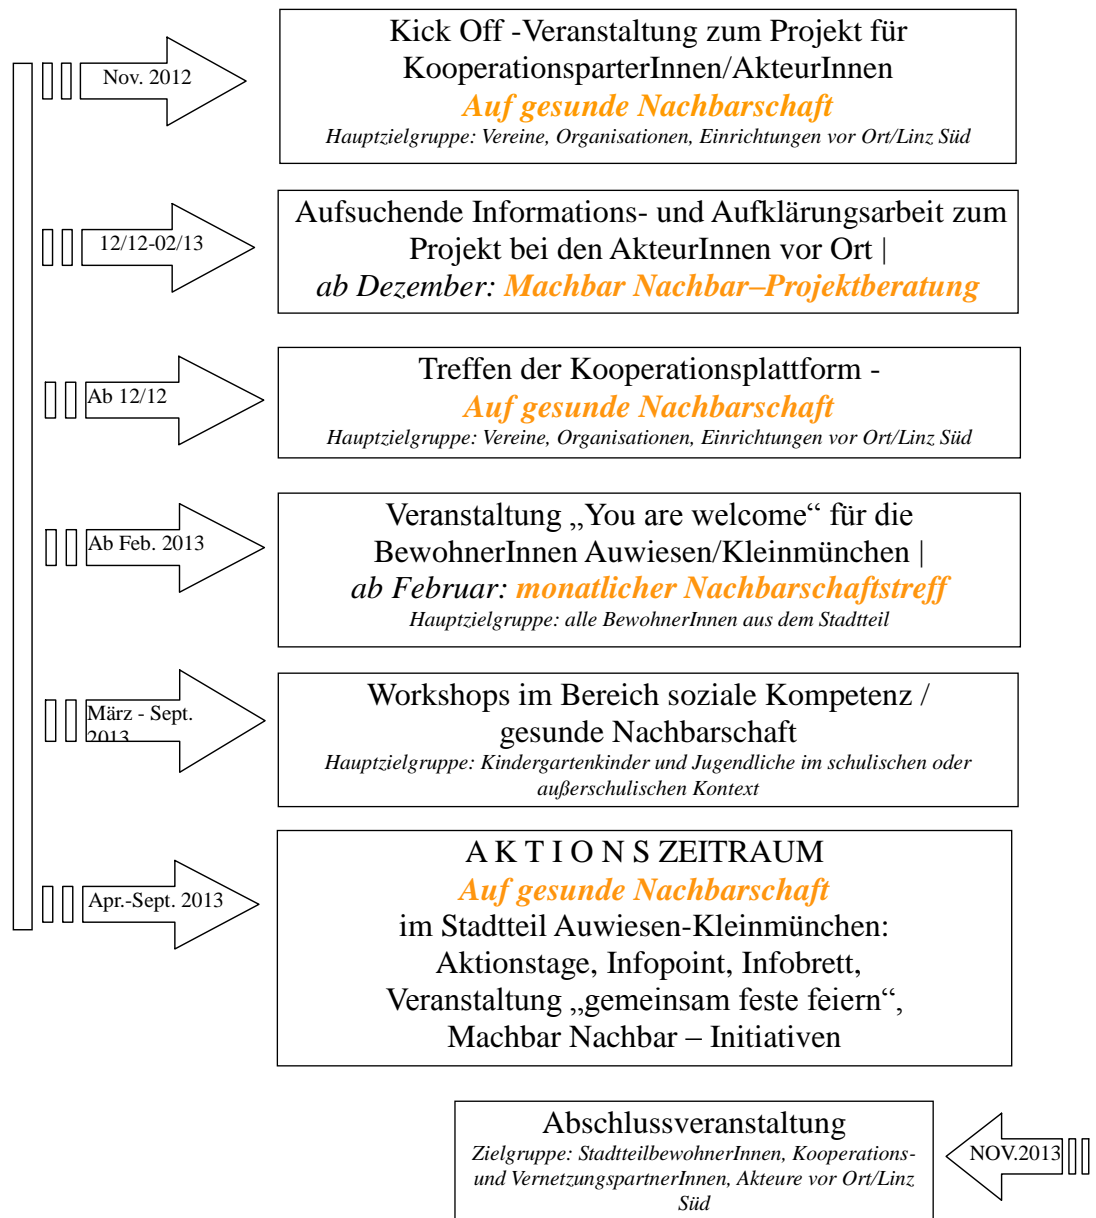 Nov. 2012
Kick Off -Veranstaltung zum Projekt für
KooperationsparterInnen/AkteurInnen
Auf gesunde Nachbarschaft
Hauptzielgruppe: Vereine, Organisationen, Einrichtungen vor Ort/Linz Süd
12/12-02/13
Aufsuchende Informations- und Aufklärungsarbeit zum
Projekt bei den AkteurInnen vor Ort |
ab Dezember: Machbar Nachbar–Projektberatung
Ab 12/12
Treffen der Kooperationsplattform -
Auf gesunde Nachbarschaft
Hauptzielgruppe: Vereine, Organisationen, Einrichtungen vor Ort/Linz Süd
Ab Feb. 2013
Veranstaltung „You are welcome“ für die
BewohnerInnen Auwiesen/Kleinmünchen |
ab Februar: monatlicher Nachbarschaftstreff
Hauptzielgruppe: alle BewohnerInnen aus dem Stadtteil
März - Sept.
2013
Workshops im Bereich soziale Kompetenz /
gesunde Nachbarschaft
Hauptzielgruppe: Kindergartenkinder und Jugendliche im schulischen oder
außerschulischen Kontext
Apr.-Sept. 2013
A K T I O N S ZEITRAUM
Auf gesunde Nachbarschaft
im Stadtteil Auwiesen-Kleinmünchen:
Aktionstage, Infopoint, Infobrett,
Veranstaltung „gemeinsam feste feiern“,
Machbar Nachbar – Initiativen
Abschlussveranstaltung
Zielgruppe: StadtteilbewohnerInnen, Kooperations-
und VernetzungspartnerInnen, Akteure vor Ort/Linz
Süd
NOV.2013